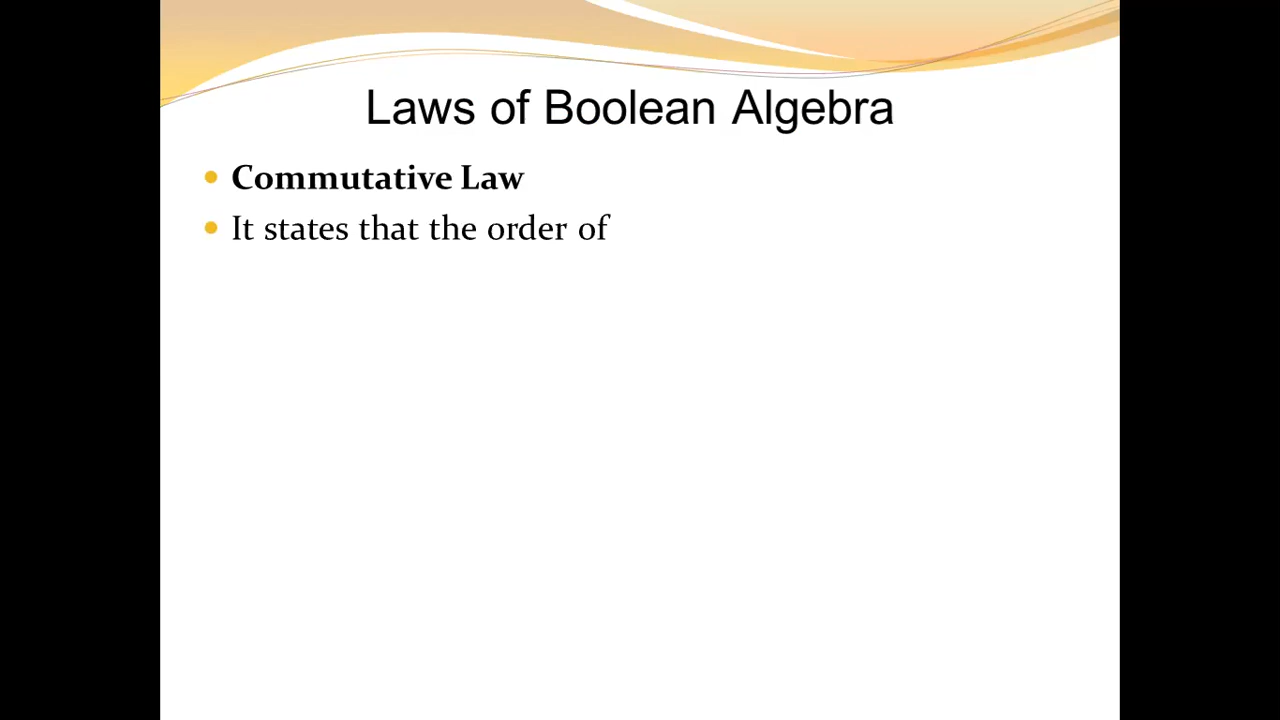 Laws of Boolean Algebra
Commutative Law
It states that the order of